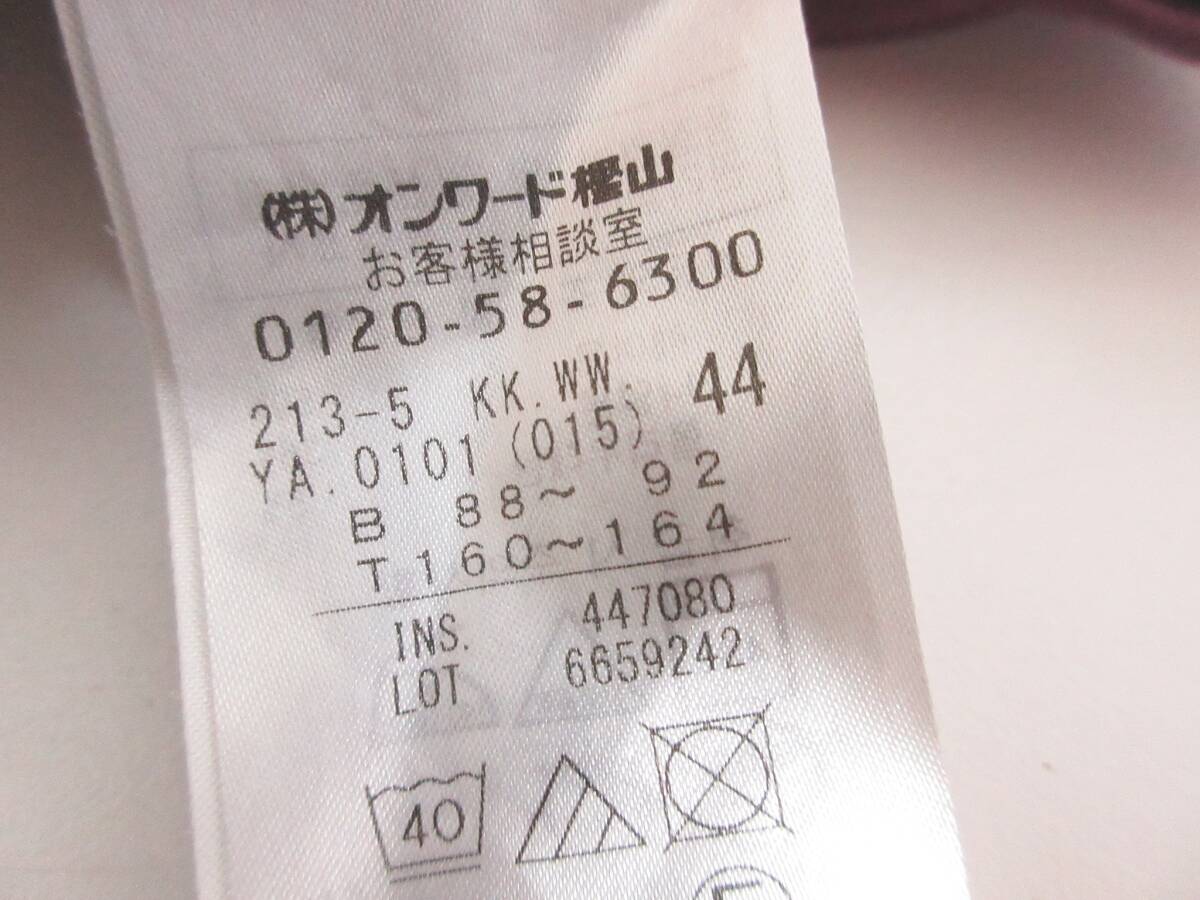 (株)オンワード樫山
お客様相談室
0120-58-6300
213-5 KK.WW. 44
YA.0101(015)
B 88～ 92
T160～164
INS. 447080
LOT 6659242
40